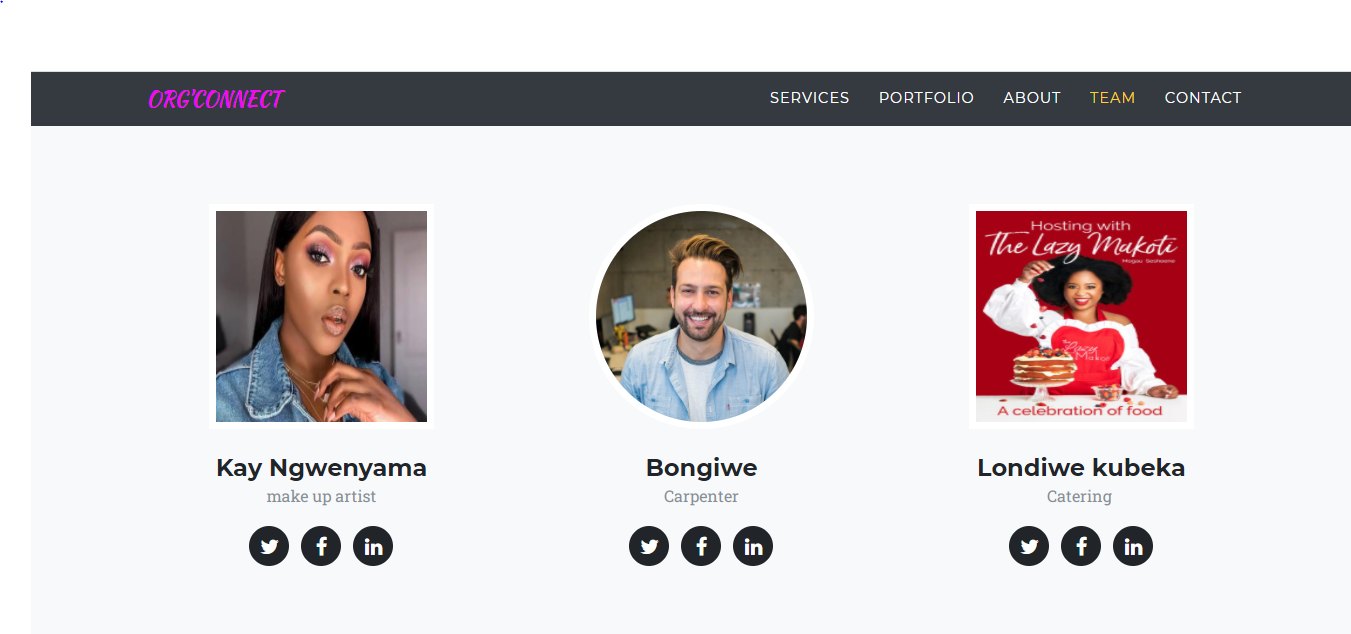 ORG'CONNECT
SERVICES PORTFOLIO ABOUT TEAM CONTACT
Hosting with
The Lazy Makoti
Mogau Seshoene
The Lazy Makoti
A celebration of food
Kay Ngwenyama
make up artist
Bongiwe
Carpenter
Londiwe kubeka
Catering